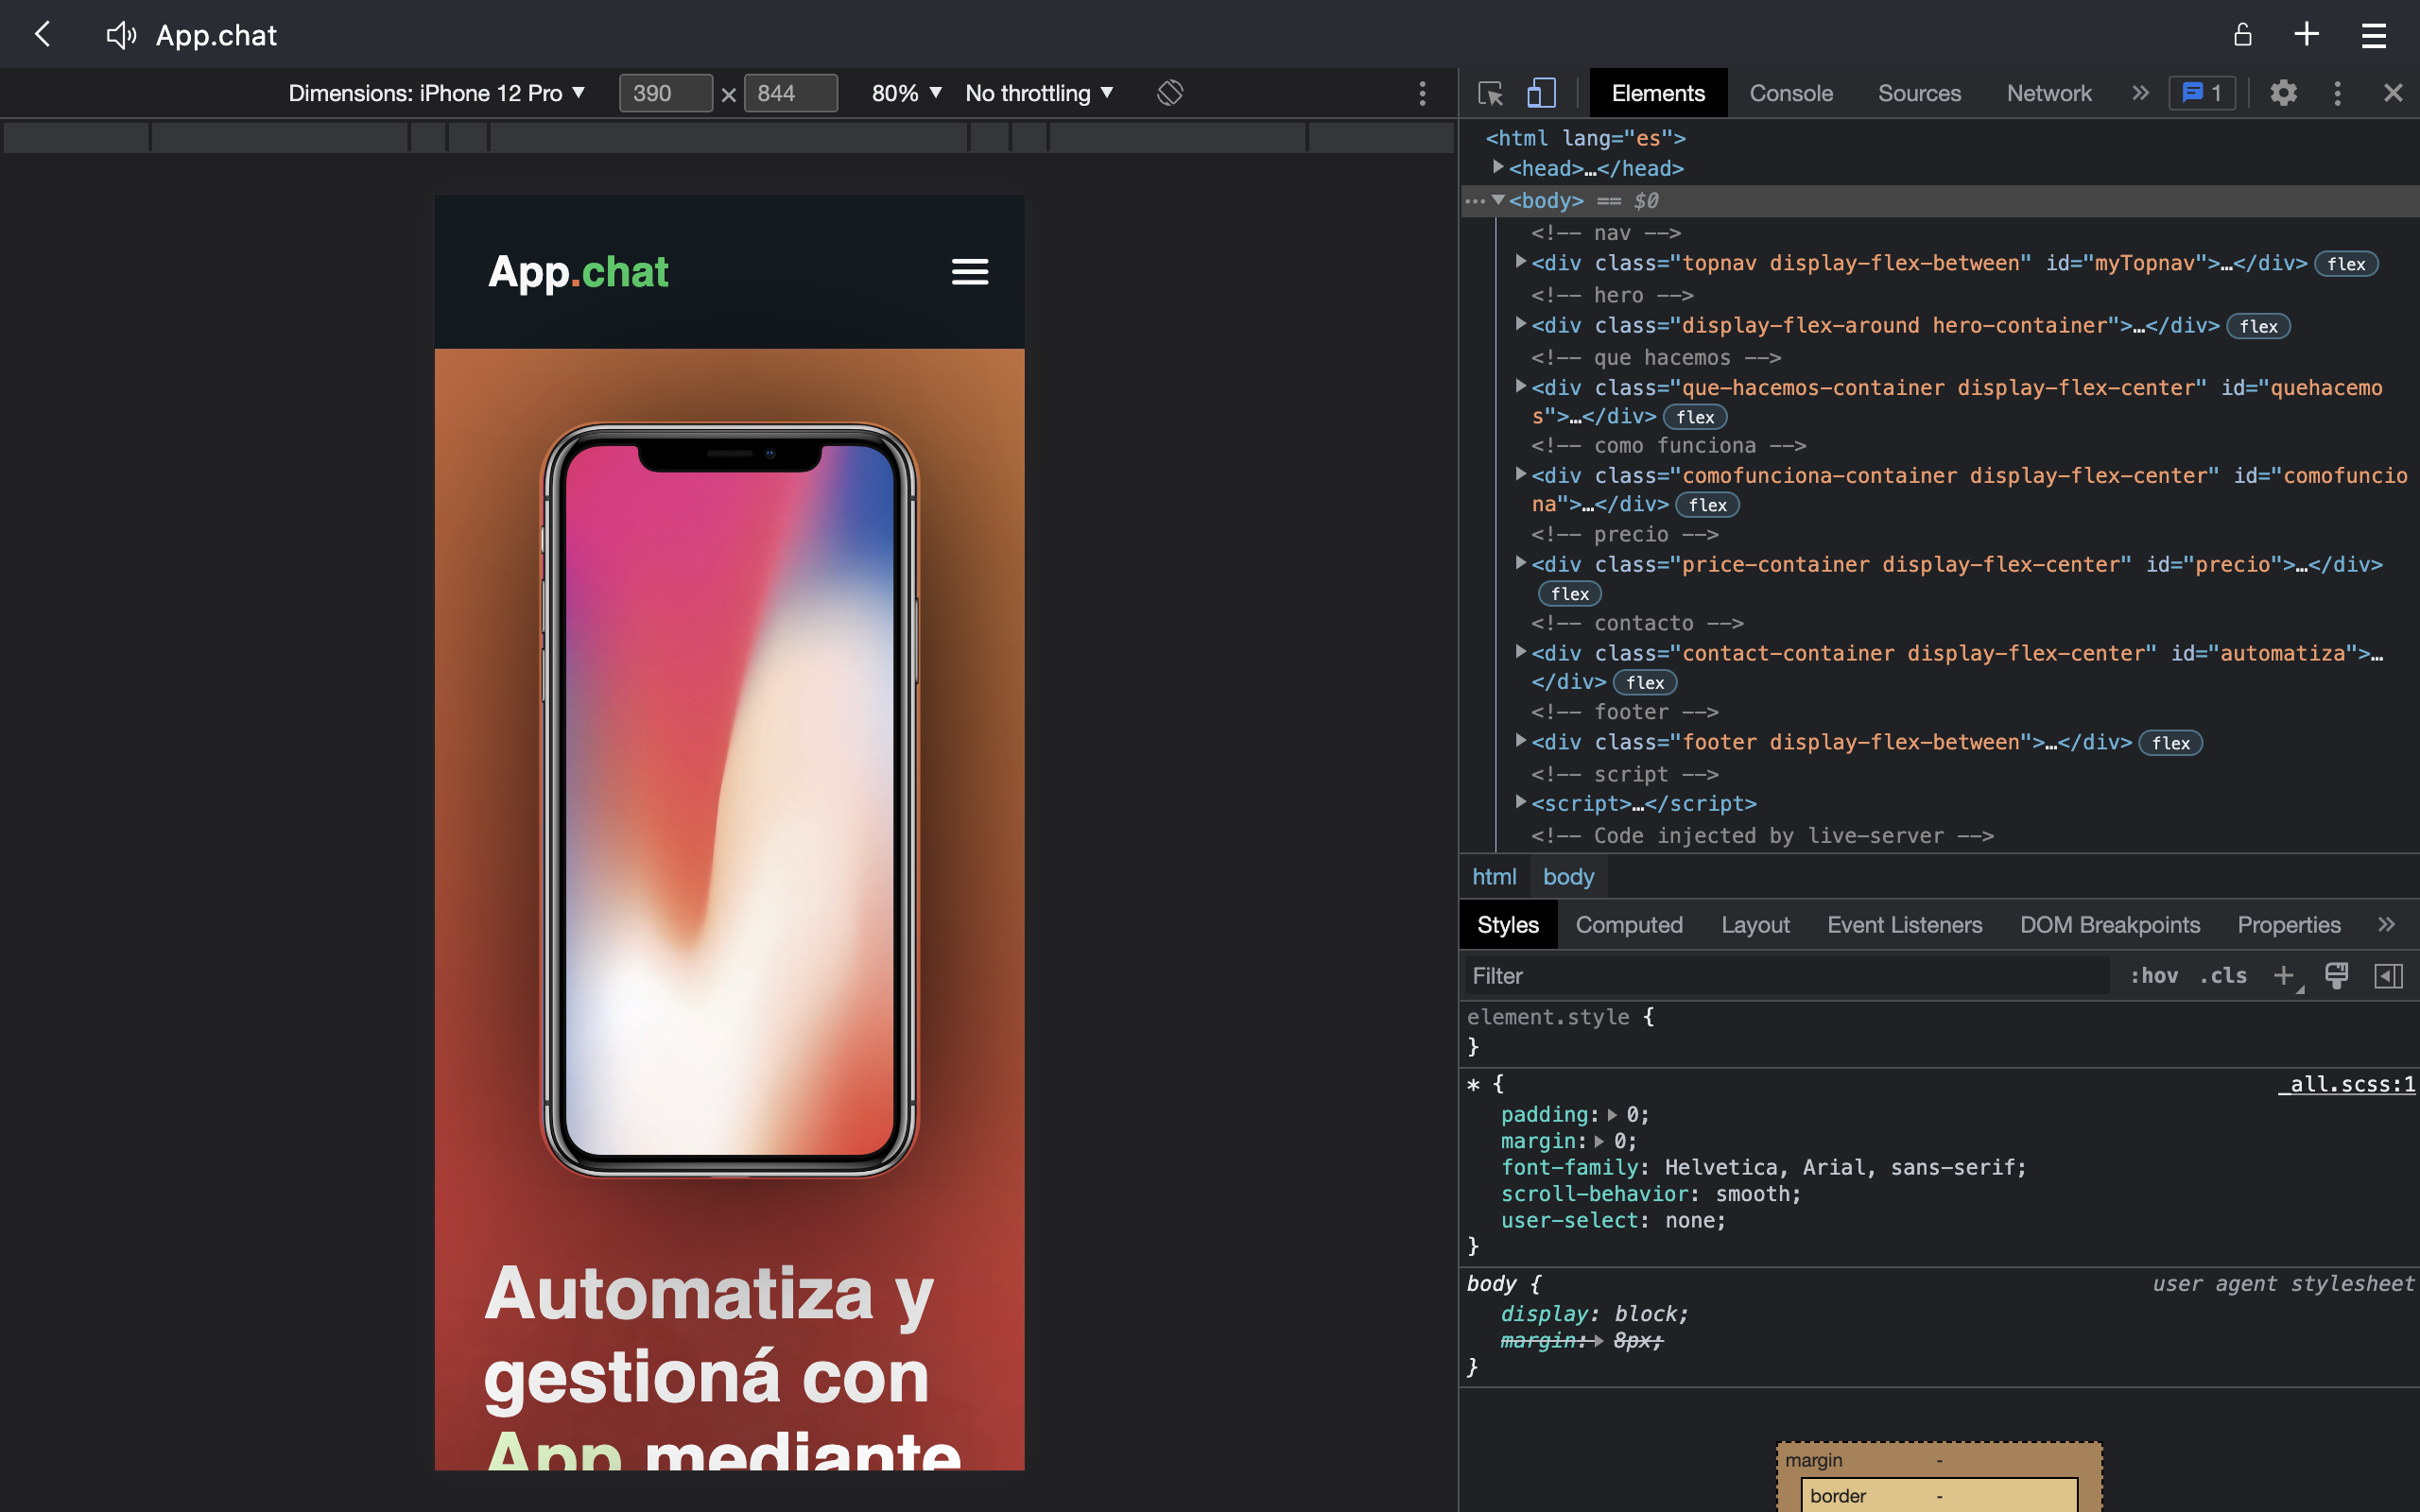 App.chat
Dimensions: iPhone 12 Pro ▼ 390 × 844 80% ▼ No throttling ▼
Elements Console Sources Network » 1
App.chat
Automatiza y
gestioná con
App mediante
<html lang="es">
<head>…</head>
<body> == $0
<!-- nav -->
<div class="topnav display-flex-between" id="myTopnav">…</div> flex
<!-- hero -->
<div class="display-flex-around hero-container">…</div> flex
<!-- que hacemos -->
<div class="que-hacemos-container display-flex-center" id="quehacemo
s">…</div> flex
<!-- como funciona -->
<div class="comofunciona-container display-flex-center" id="comofuncio
na">…</div> flex
<!-- precio -->
<div class="price-container display-flex-center" id="precio">…</div>
flex
<!-- contacto -->
<div class="contact-container display-flex-center" id="automatiza">…
</div> flex
<!-- footer -->
<div class="footer display-flex-between">…</div> flex
<!-- script -->
<script>…</script>
<!-- Code injected by live-server -->
html body
Styles Computed Layout Event Listeners DOM Breakpoints Properties »
Filter :hov .cls +
element.style {
}
* { _all.scss:1
padding: 0;
margin: 0;
font-family: Helvetica, Arial, sans-serif;
scroll-behavior: smooth;
user-select: none;
}
body { user agent stylesheet
display: block;
margin: 8px;
}
margin -
border -